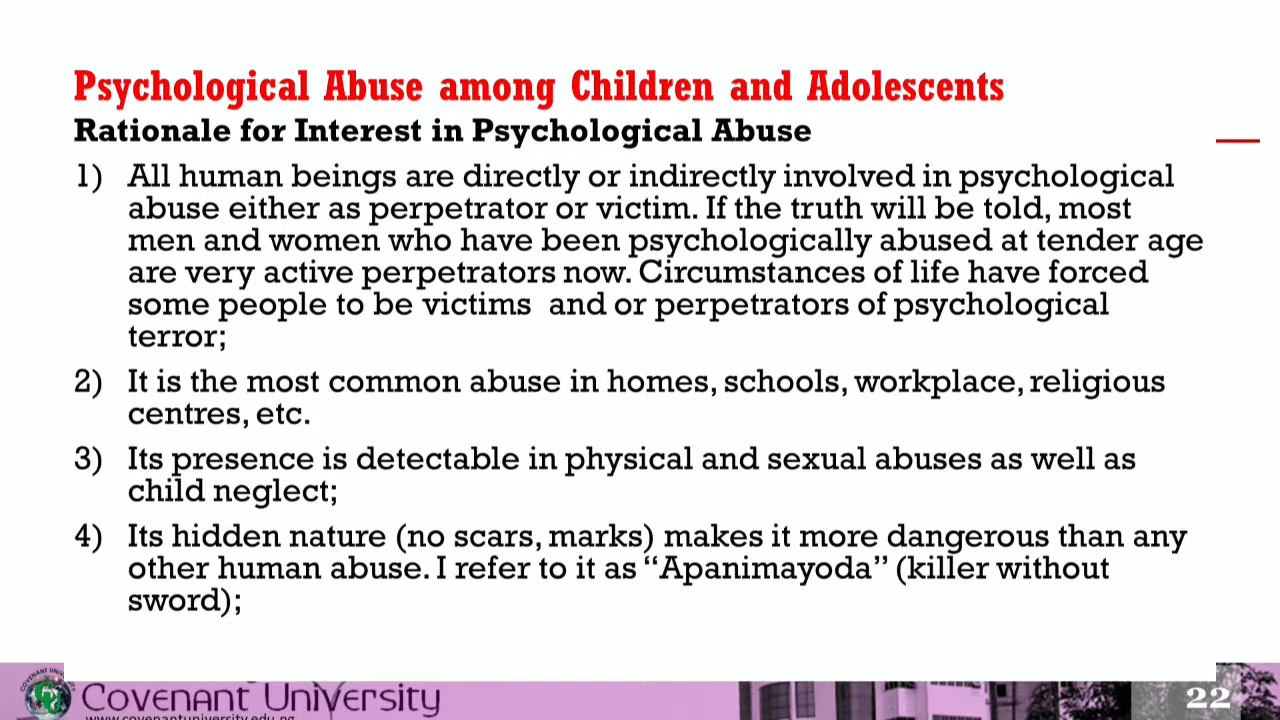 Psychological Abuse among Children and Adolescents
Rationale for Interest in Psychological Abuse
1) All human beings are directly or indirectly involved in psychological
abuse either as perpetrator or victim. If the truth will be told, most
men and women who have been psychologically abused at tender age
are very active perpetrators now. Circumstances of life have forced
some people to be victims and or perpetrators of psychological
terror;
2) It is the most common abuse in homes, schools, workplace, religious
centres, etc.
3) Its presence is detectable in physical and sexual abuses as well as
child neglect;
4) Its hidden nature (no scars, marks) makes it more dangerous than any
other human abuse. I refer to it as “Apanimayoda” (killer without
sword);
COVENANT UNIVERSITY
Covenant University
www.covenantuniversity.edu.ng
22